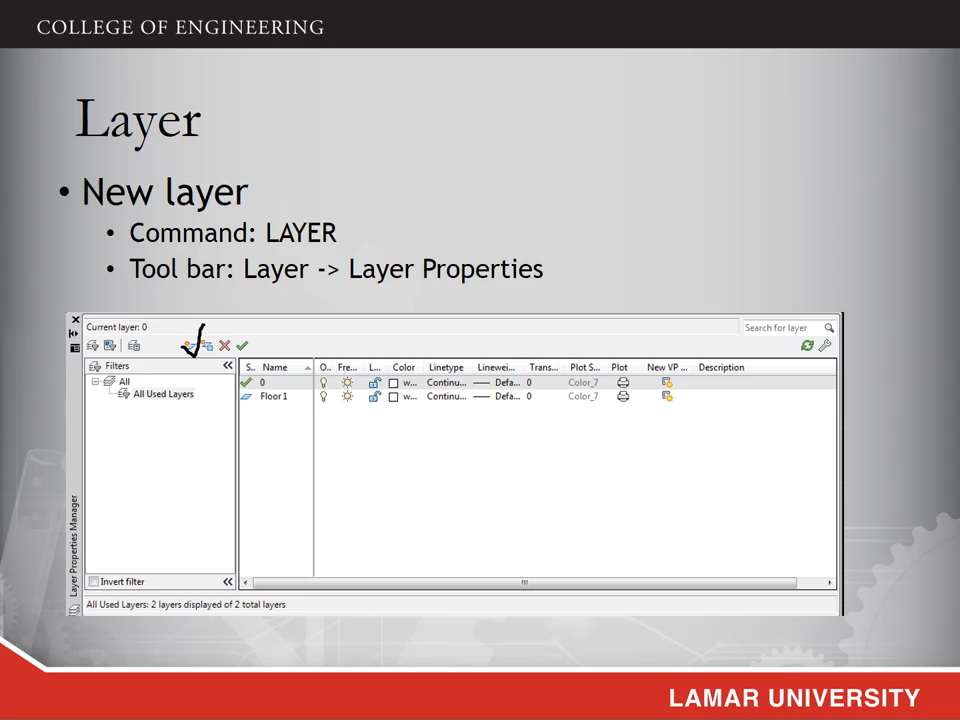 COLLEGE OF ENGINEERING
Layer
• New layer
• Command: LAYER
• Tool bar: Layer -> Layer Properties
Current layer: 0
Search for layer
Filters
All
All Used Layers
S.. Name O.. Fre... L... Color Linetype Linewei... Trans... Plot S... Plot New VP ... Description
0 w... Continu... Defa... 0 Color_7
Floor1 w... Continu... Defa... 0 Color_7
Invert filter
All Used Layers: 2 layers displayed of 2 total layers
Layer Properties Manager
LAMAR UNIVERSITY